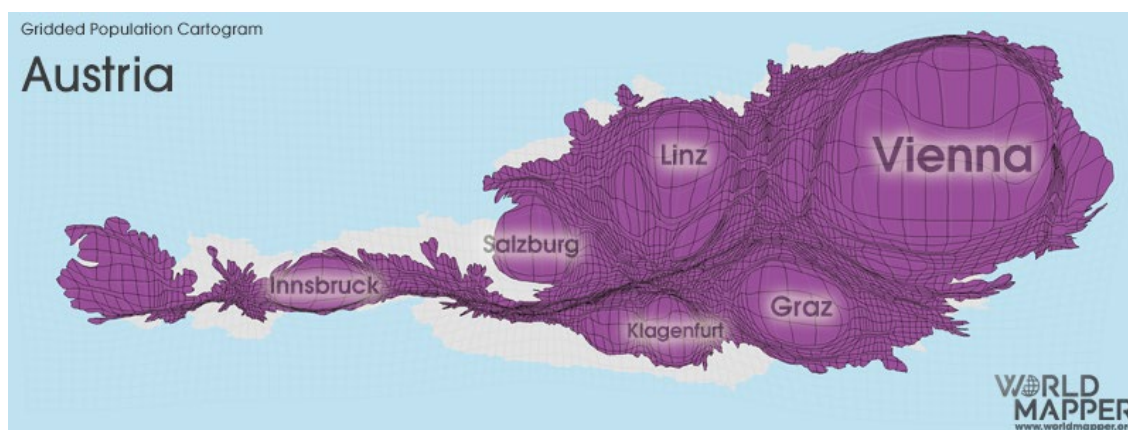 Gridded Population Cartogram
Austria
Linz
Vienna
Salzburg
Innsbruck
Graz
Klagenfurt
WORLD
MAPPER
www.worldmapper.org